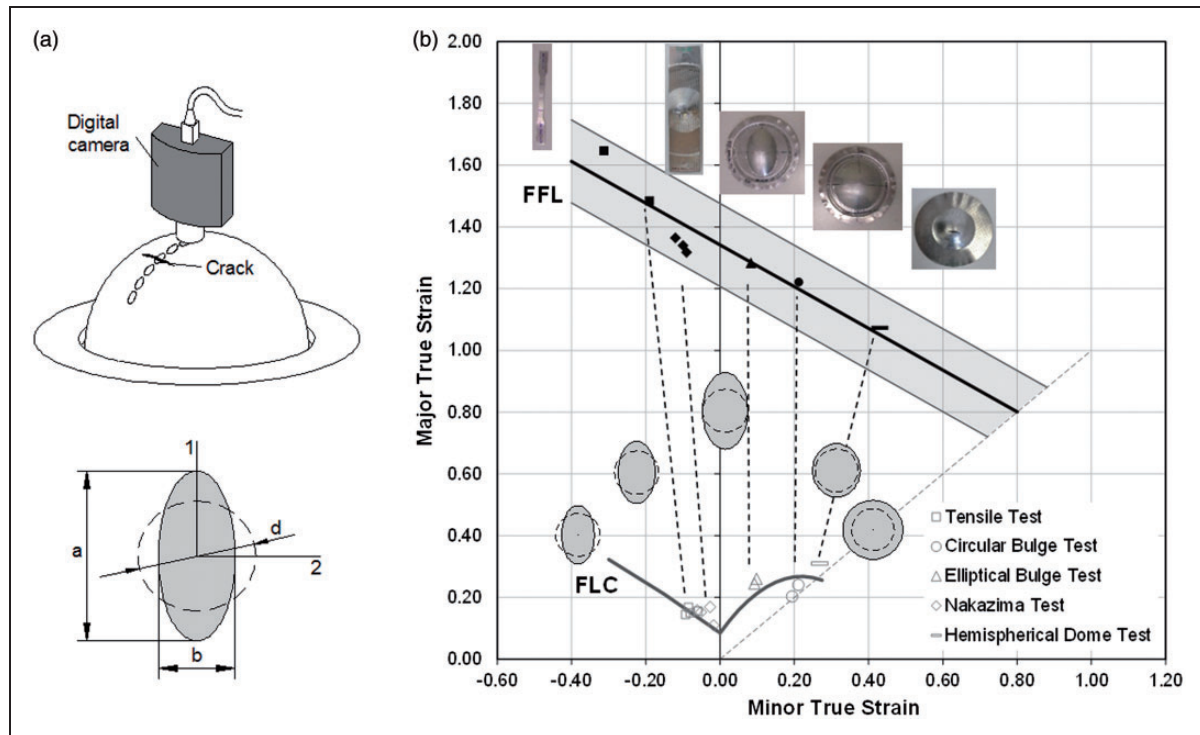 (a)
Digital
camera
Crack
1
a
d
2
b
(b)
2.00
1.80
1.60
1.40
1.20
1.00
0.80
0.60
0.40
0.20
0.00
Major True Strain
FFL
FLC
Tensile Test
Circular Bulge Test
Elliptical Bulge Test
Nakazima Test
Hemispherical Dome Test
-0.60 -0.40 -0.20 0.00 0.20 0.40 0.60 0.80 1.00 1.20
Minor True Strain